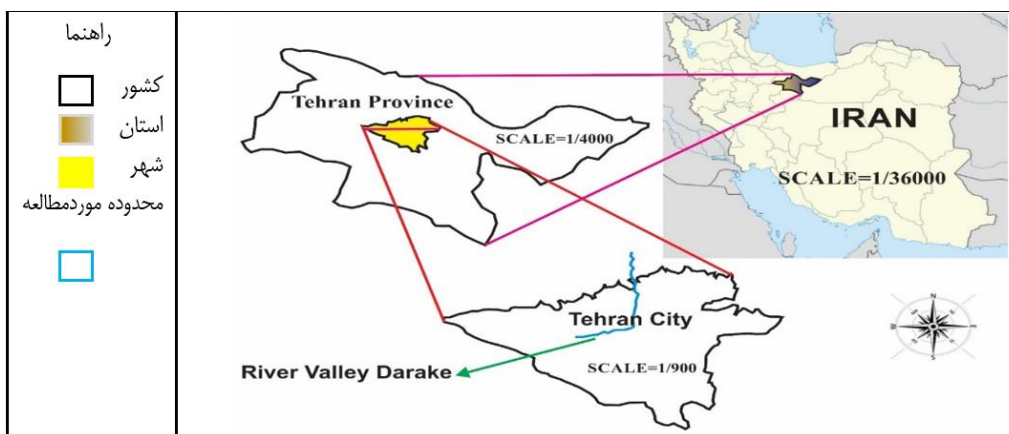 راهنما
کشور
استان
شهر
محدوده موردمطالعه
Tehran Province
SCALE=1/4000
IRAN
SCALE=1/36000
Tehran City
SCALE=1/900
River Valley Darake
N
E
S
W